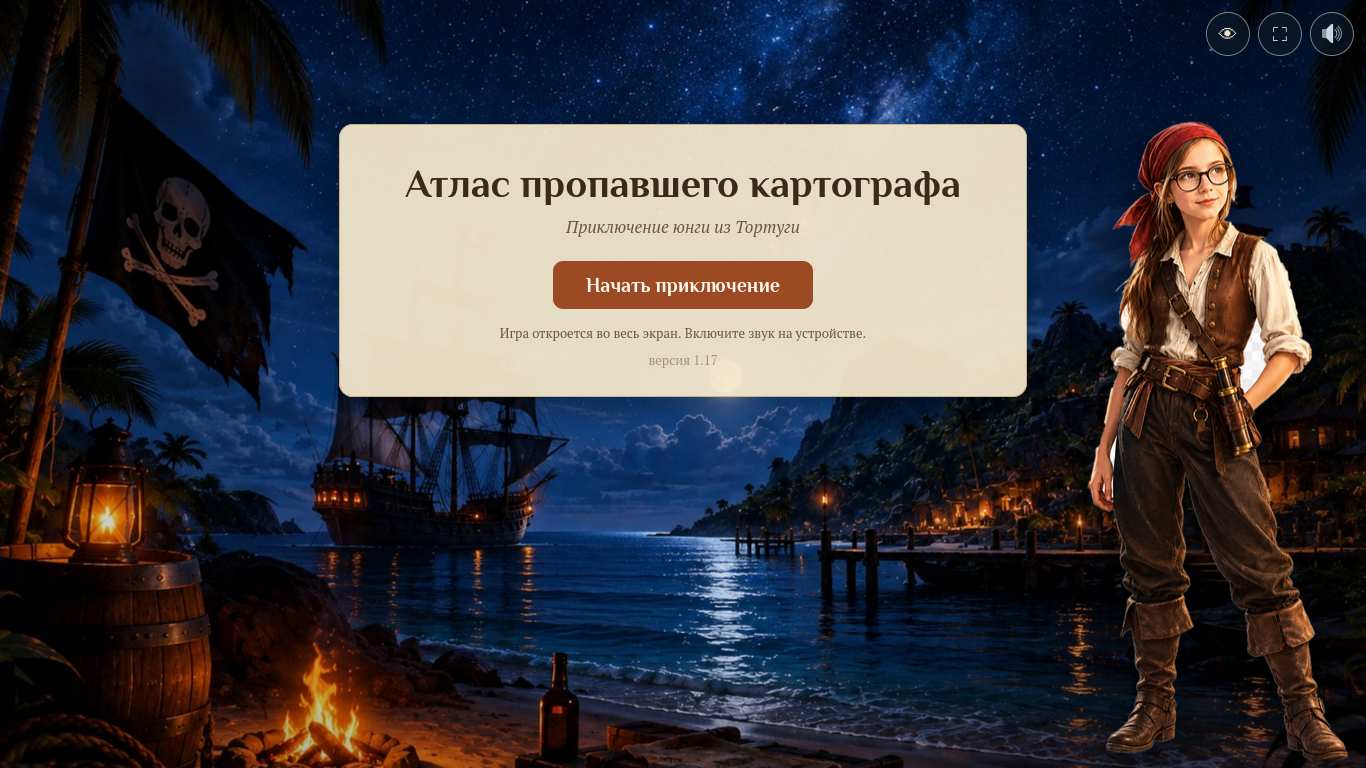 Атлас пропавшего картографа
Приключение юнги из Тортуги
Начать приключение
Игра откроется во весь экран. Включите звук на устройстве.
версия 1.17